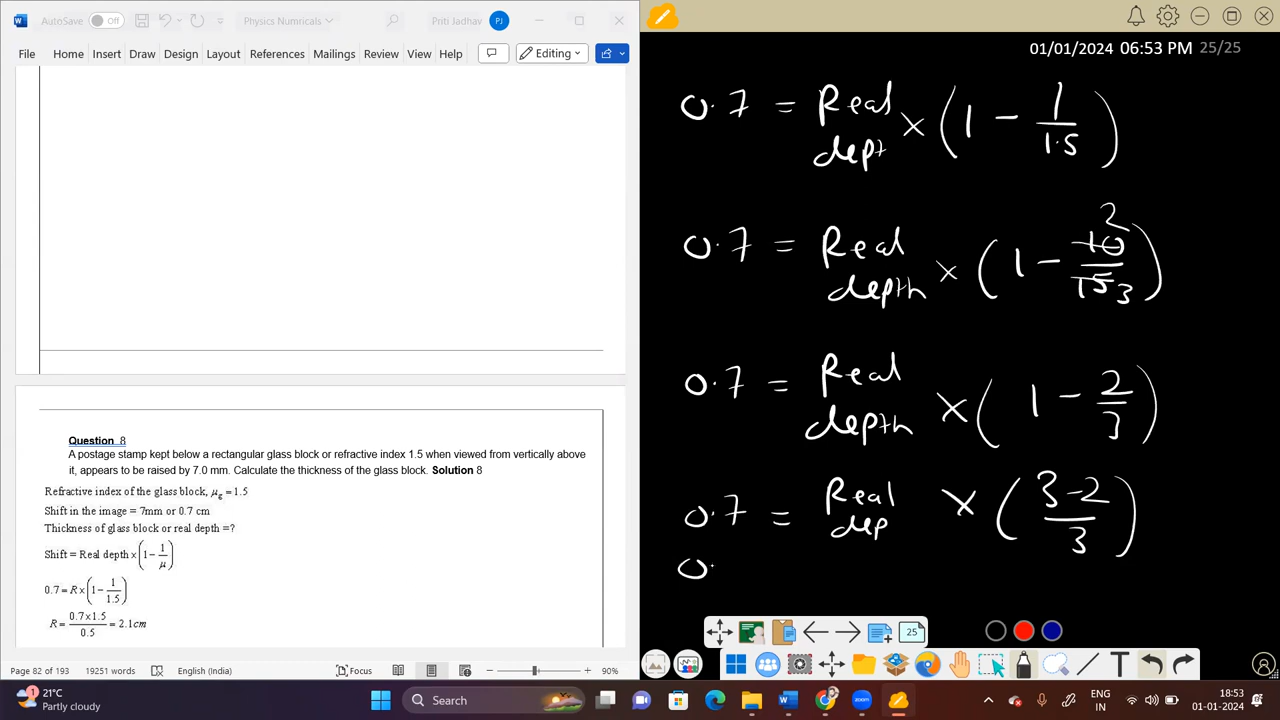 AutoSave Off Physics Numericals Priti Jadhav PJ
File Home Insert Draw Design Layout References Mailings Review View Help Editing
Question 8
A postage stamp kept below a rectangular glass block or refractive index 1.5 when viewed from vertically above
it, appears to be raised by 7.0 mm. Calculate the thickness of the glass block. Solution 8
Refractive index of the glass block, μg = 1.5
Shift in the image = 7mm or 0.7 cm
Thickness of glass block or real depth =?
Shift = Real depth × (1 − 1/μ)
0.7 = R × (1 − 1/1.5)
R = 0.7 x 1.5 / 0.5 = 2.1 cm
Page 82 of 193 31151 words English (India) Focus 90%
01/01/2024 06:53 PM 25/25
0.7 = Real dept × (1 − 1/1.5)
0.7 = Real depth × (1 − 10/15 2/3)
0.7 = Real depth × (1 − 2/3)
0.7 = Real dep × (3−2/3)
0.
25
T
1
21°C
Partly cloudy
Search
ENG
IN
18:53
01-01-2024